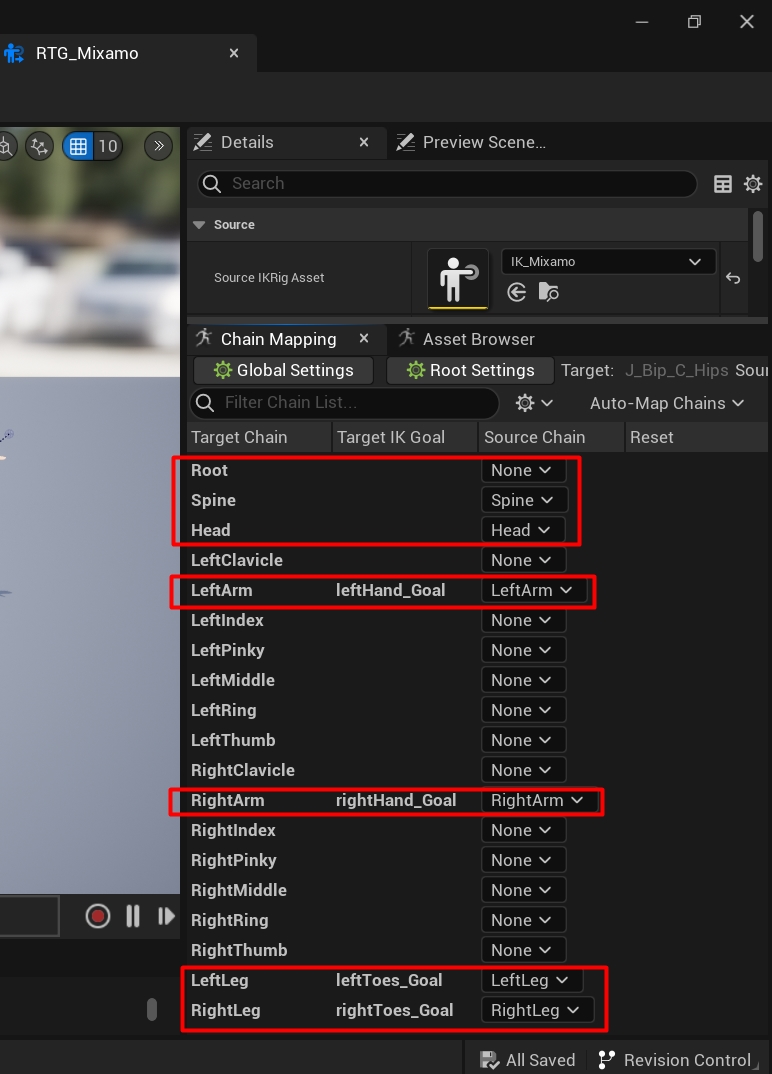 RTG_Mixamo
10
Details
Preview Scene...
Search
Source
Source IKRig Asset
IK_Mixamo
Chain Mapping
Asset Browser
Global Settings
Root Settings
Target: J_Bip_C_Hips Sour
Filter Chain List...
Auto-Map Chains
Target Chain Target IK Goal Source Chain Reset
Root None
Spine Spine
Head Head
LeftClavicle None
LeftArm leftHand_Goal LeftArm
LeftIndex None
LeftPinky None
LeftMiddle None
LeftRing None
LeftThumb None
RightClavicle None
RightArm rightHand_Goal RightArm
RightIndex None
RightPinky None
RightMiddle None
RightRing None
RightThumb None
LeftLeg leftToes_Goal LeftLeg
RightLeg rightToes_Goal RightLeg
All Saved
Revision Control